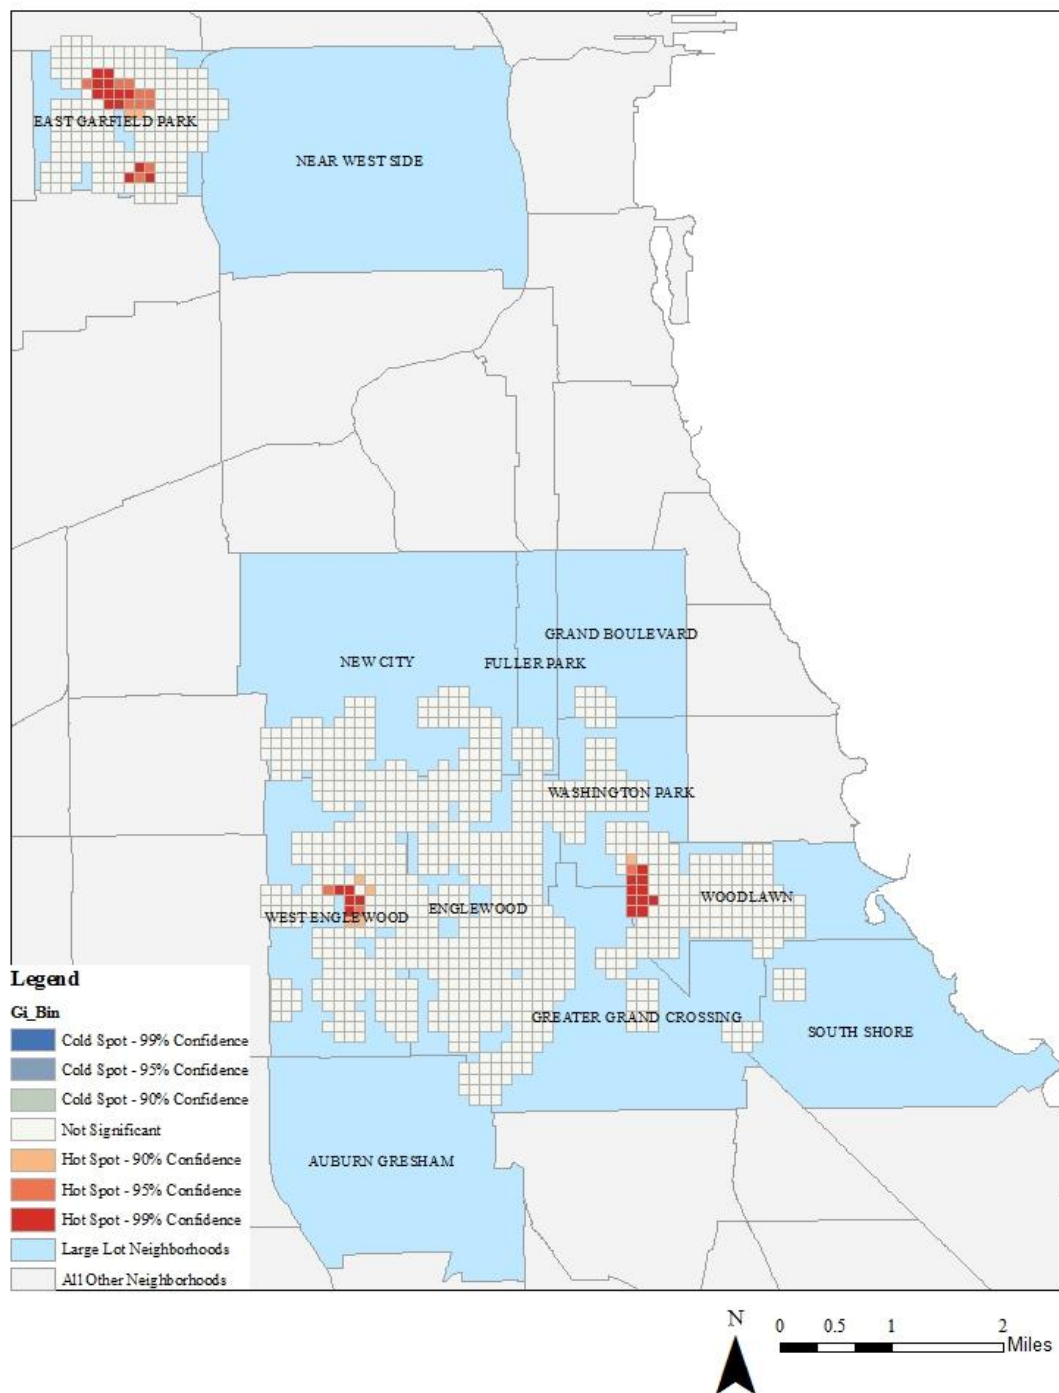 EAST GARFIELD PARK
NEAR WEST SIDE
GRAND BOULEVARD
NEW CITY
FULLER PARK
WASHINGTON PARK
WOODLAWN
ENGLEWOOD
WEST ENGLEWOOD
GREATER GRAND CROSSING
SOUTH SHORE
AUBURN GRESHAM
Legend
Gi_Bin
Cold Spot - 99% Confidence
Cold Spot - 95% Confidence
Cold Spot - 90% Confidence
Not Significant
Hot Spot - 90% Confidence
Hot Spot - 95% Confidence
Hot Spot - 99% Confidence
Large Lot Neighborhoods
All Other Neighborhoods
N
0 0.5 1 2
Miles